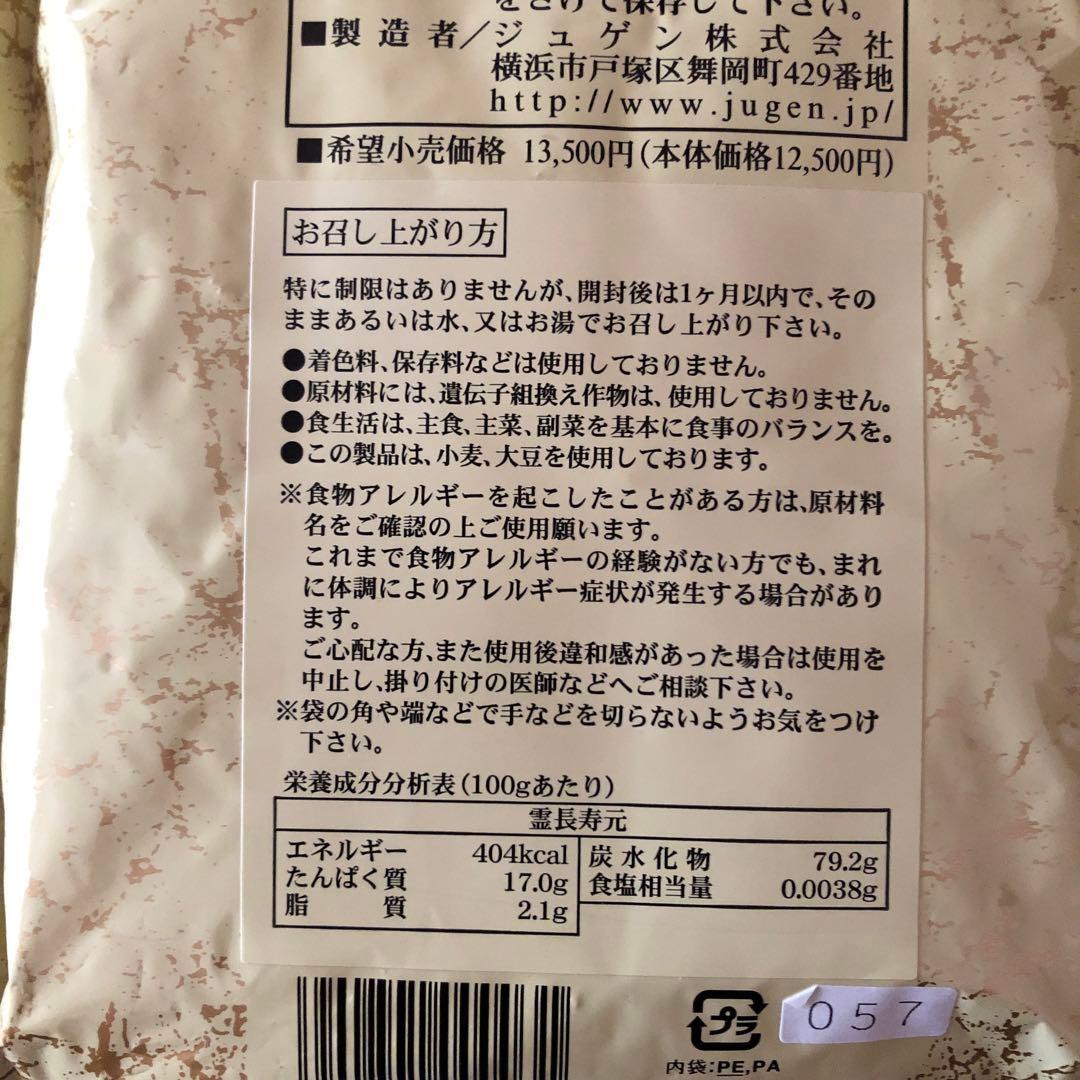 をさけて保存して下さい。
■製造者/ジュゲン株式会社
横浜市戸塚区舞岡町429番地
http://www.jugen.jp/
■希望小売価格 13,500円(本体価格12,500円)
お召し上がり方
特に制限はありませんが、開封後は1ヶ月以内で、その
ままあるいは水、又はお湯でお召し上がり下さい。
●着色料、保存料などは使用しておりません。
●原材料には、遺伝子組換え作物は、使用しておりません。
●食生活は、主食、主菜、副菜を基本に食事のバランスを。
●この製品は、小麦、大豆を使用しております。
※食物アレルギーを起こしたことがある方は、原材料
名をご確認の上ご使用願います。
これまで食物アレルギーの経験がない方でも、まれ
に体調によりアレルギー症状が発生する場合があり
ます。
ご心配な方、また使用後違和感があった場合は使用を
中止し、掛り付けの医師などへご相談下さい。
※袋の角や端などで手などを切らないようお気をつけ
下さい。
栄養成分分析表(100gあたり)
霊長寿元
エネルギー 404kcal 炭水化物 79.2g
たんぱく質 17.0g 食塩相当量 0.0038g
脂質 2.1g
プラ
057
内袋:PE,PA